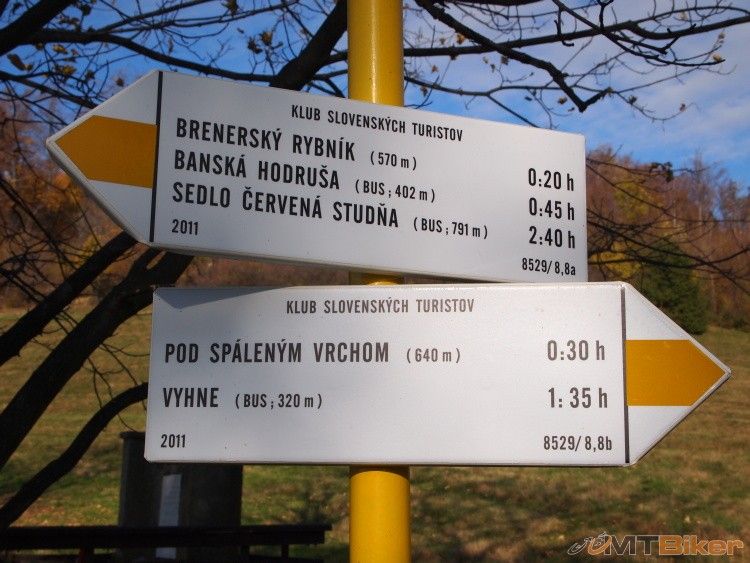 KLUB SLOVENSKÝCH TURISTOV
BRENERSKÝ RYBNÍK (570 m) 0:20 h
BANSKÁ HODRUŠA (BUS; 402 m) 0:45 h
SEDLO ČERVENÁ STUDŇA (BUS; 791 m) 2:40 h
2011 8529/8,8a
KLUB SLOVENSKÝCH TURISTOV
POD SPÁLENÝM VRCHOM (640 m) 0:30 h
VYHNE (BUS; 320 m) 1:35 h
2011 8529/8,8b
MTBiker